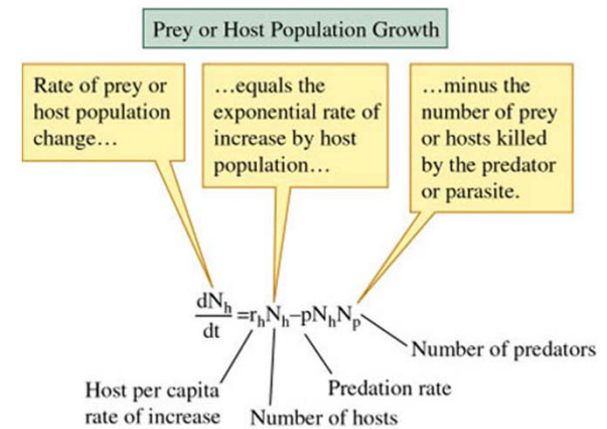 Prey or Host Population Growth
Rate of prey or
host population
change…
…equals the
exponential rate of
increase by host
population…
…minus the
number of prey
or hosts killed
by the predator
or parasite.
dNₕ
dt
=rₕNₕ–pNₕNₚ
Number of predators
Host per capita
rate of increase
Predation rate
Number of hosts